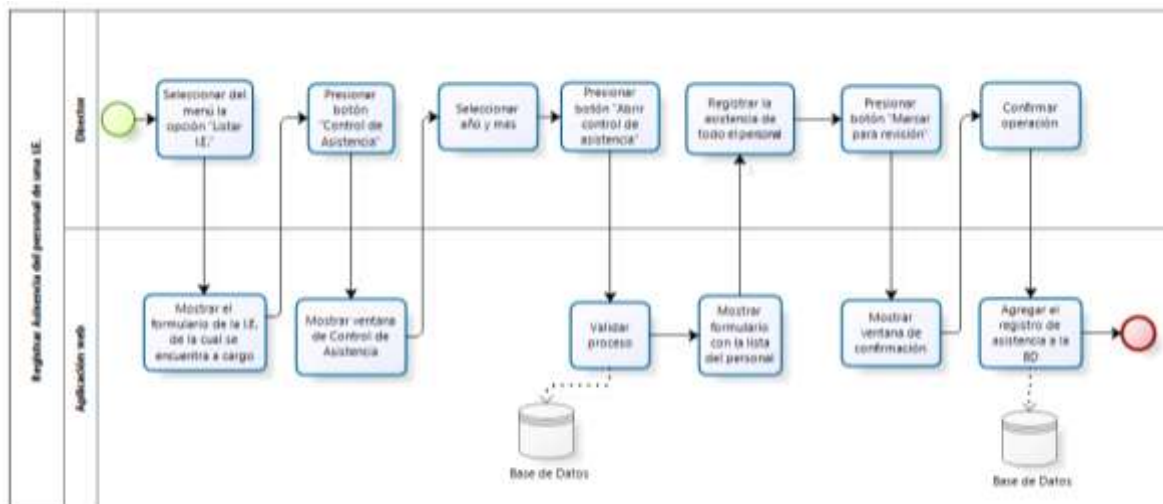 Registrar Ausencia del personal de una I.E.
Director
Seleccionar del
menú la
opción "Listar
I.E."
Presionar
botón
"Control de
Asistencia"
Seleccionar
año y mes
Presionar
botón "Abrir
control de
asistencia"
Registrar la
asistencia de
todo el personal
Presionar
botón "Marcar
para revisión"
Confirmar
operación
Aplicación web
Mostrar el
formulario de la I.E.
de la cual se
encuentra a cargo
Mostrar ventana
de Control de
Asistencia
Validar
proceso
Mostrar
formulario
con la lista
del personal
Mostrar
ventana de
confirmación
Agregar el
registro de
asistencia a la
BD
Base de Datos
Base de Datos